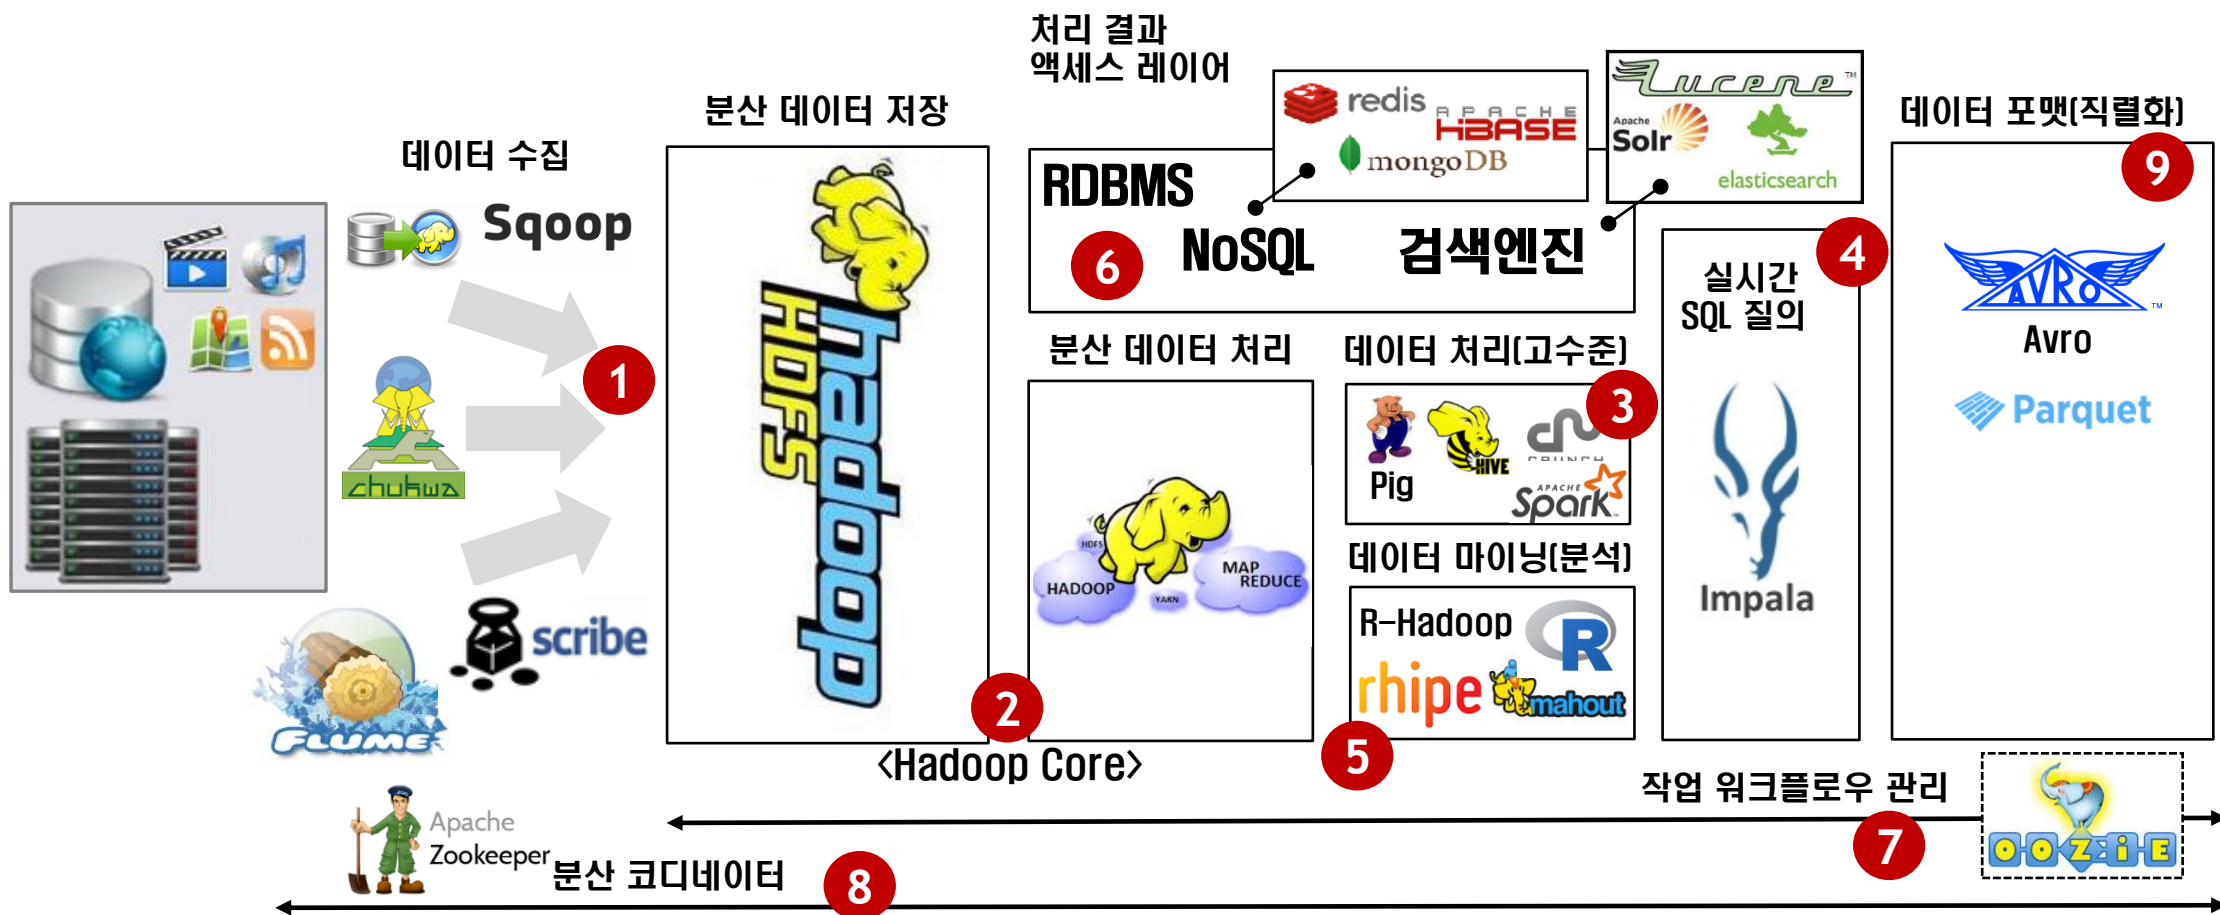 처리 결과
액세스 레이어
분산 데이터 저장
데이터 수집
데이터 포맷(직렬화)
redis
APACHE
HBASE
mongoDB
Lucene™
Apache
Solr
elasticsearch
9
Sqoop
RDBMS
NoSQL
검색엔진
6
4
실시간
SQL 질의
AVRO™
Avro
Parquet
1
chukwa
hadoop
HDFS
분산 데이터 처리
데이터 처리(고수준)
3
Pig
HIVE
CRUNCH
APACHE
Spark
HDFS
HADOOP
MAP
REDUCE
YARN
데이터 마이닝(분석)
R-Hadoop
R
rhipe
mahout
Impala
scribe
FLUME
2
5
<Hadoop Core>
작업 워크플로우 관리
7
OOZIE
Apache
Zookeeper
분산 코디네이터
8